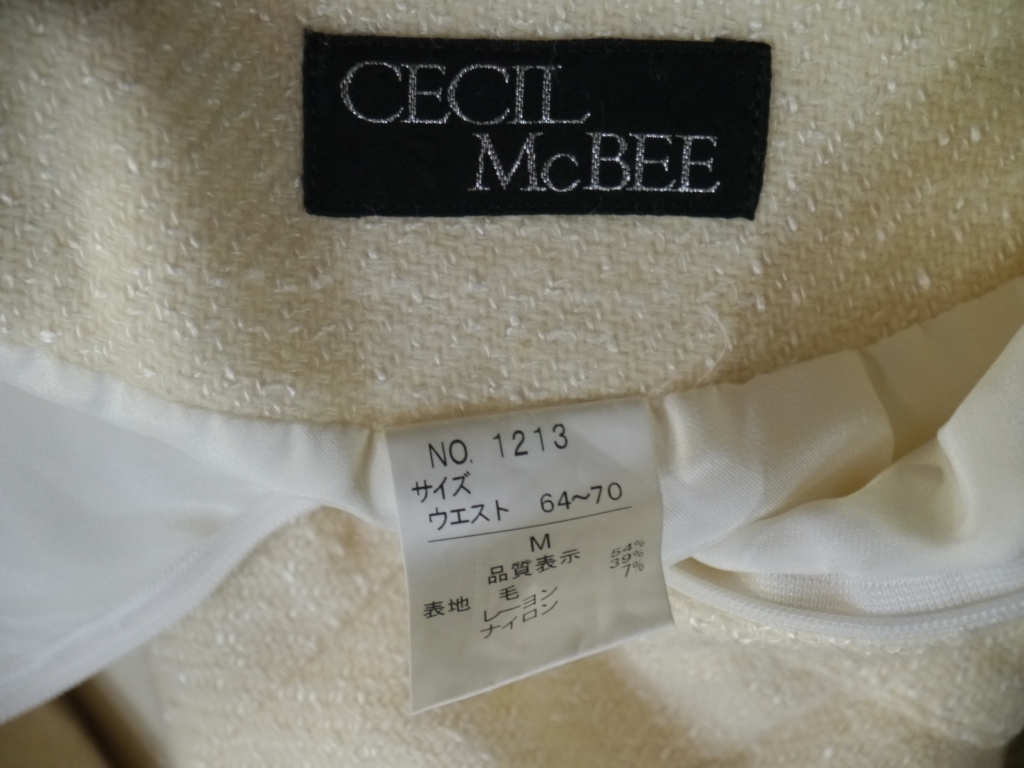 CECIL
McBEE
NO. 1213
サイズ
ウエスト 64～70
M
品質表示
表地 毛 54%
レーヨン 39%
ナイロン 7%